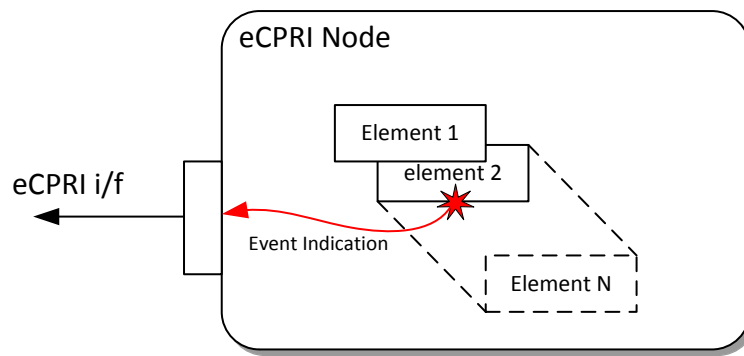 eCPRI Node
Element 1
element 2
eCPRI i/f
Event Indication
Element N